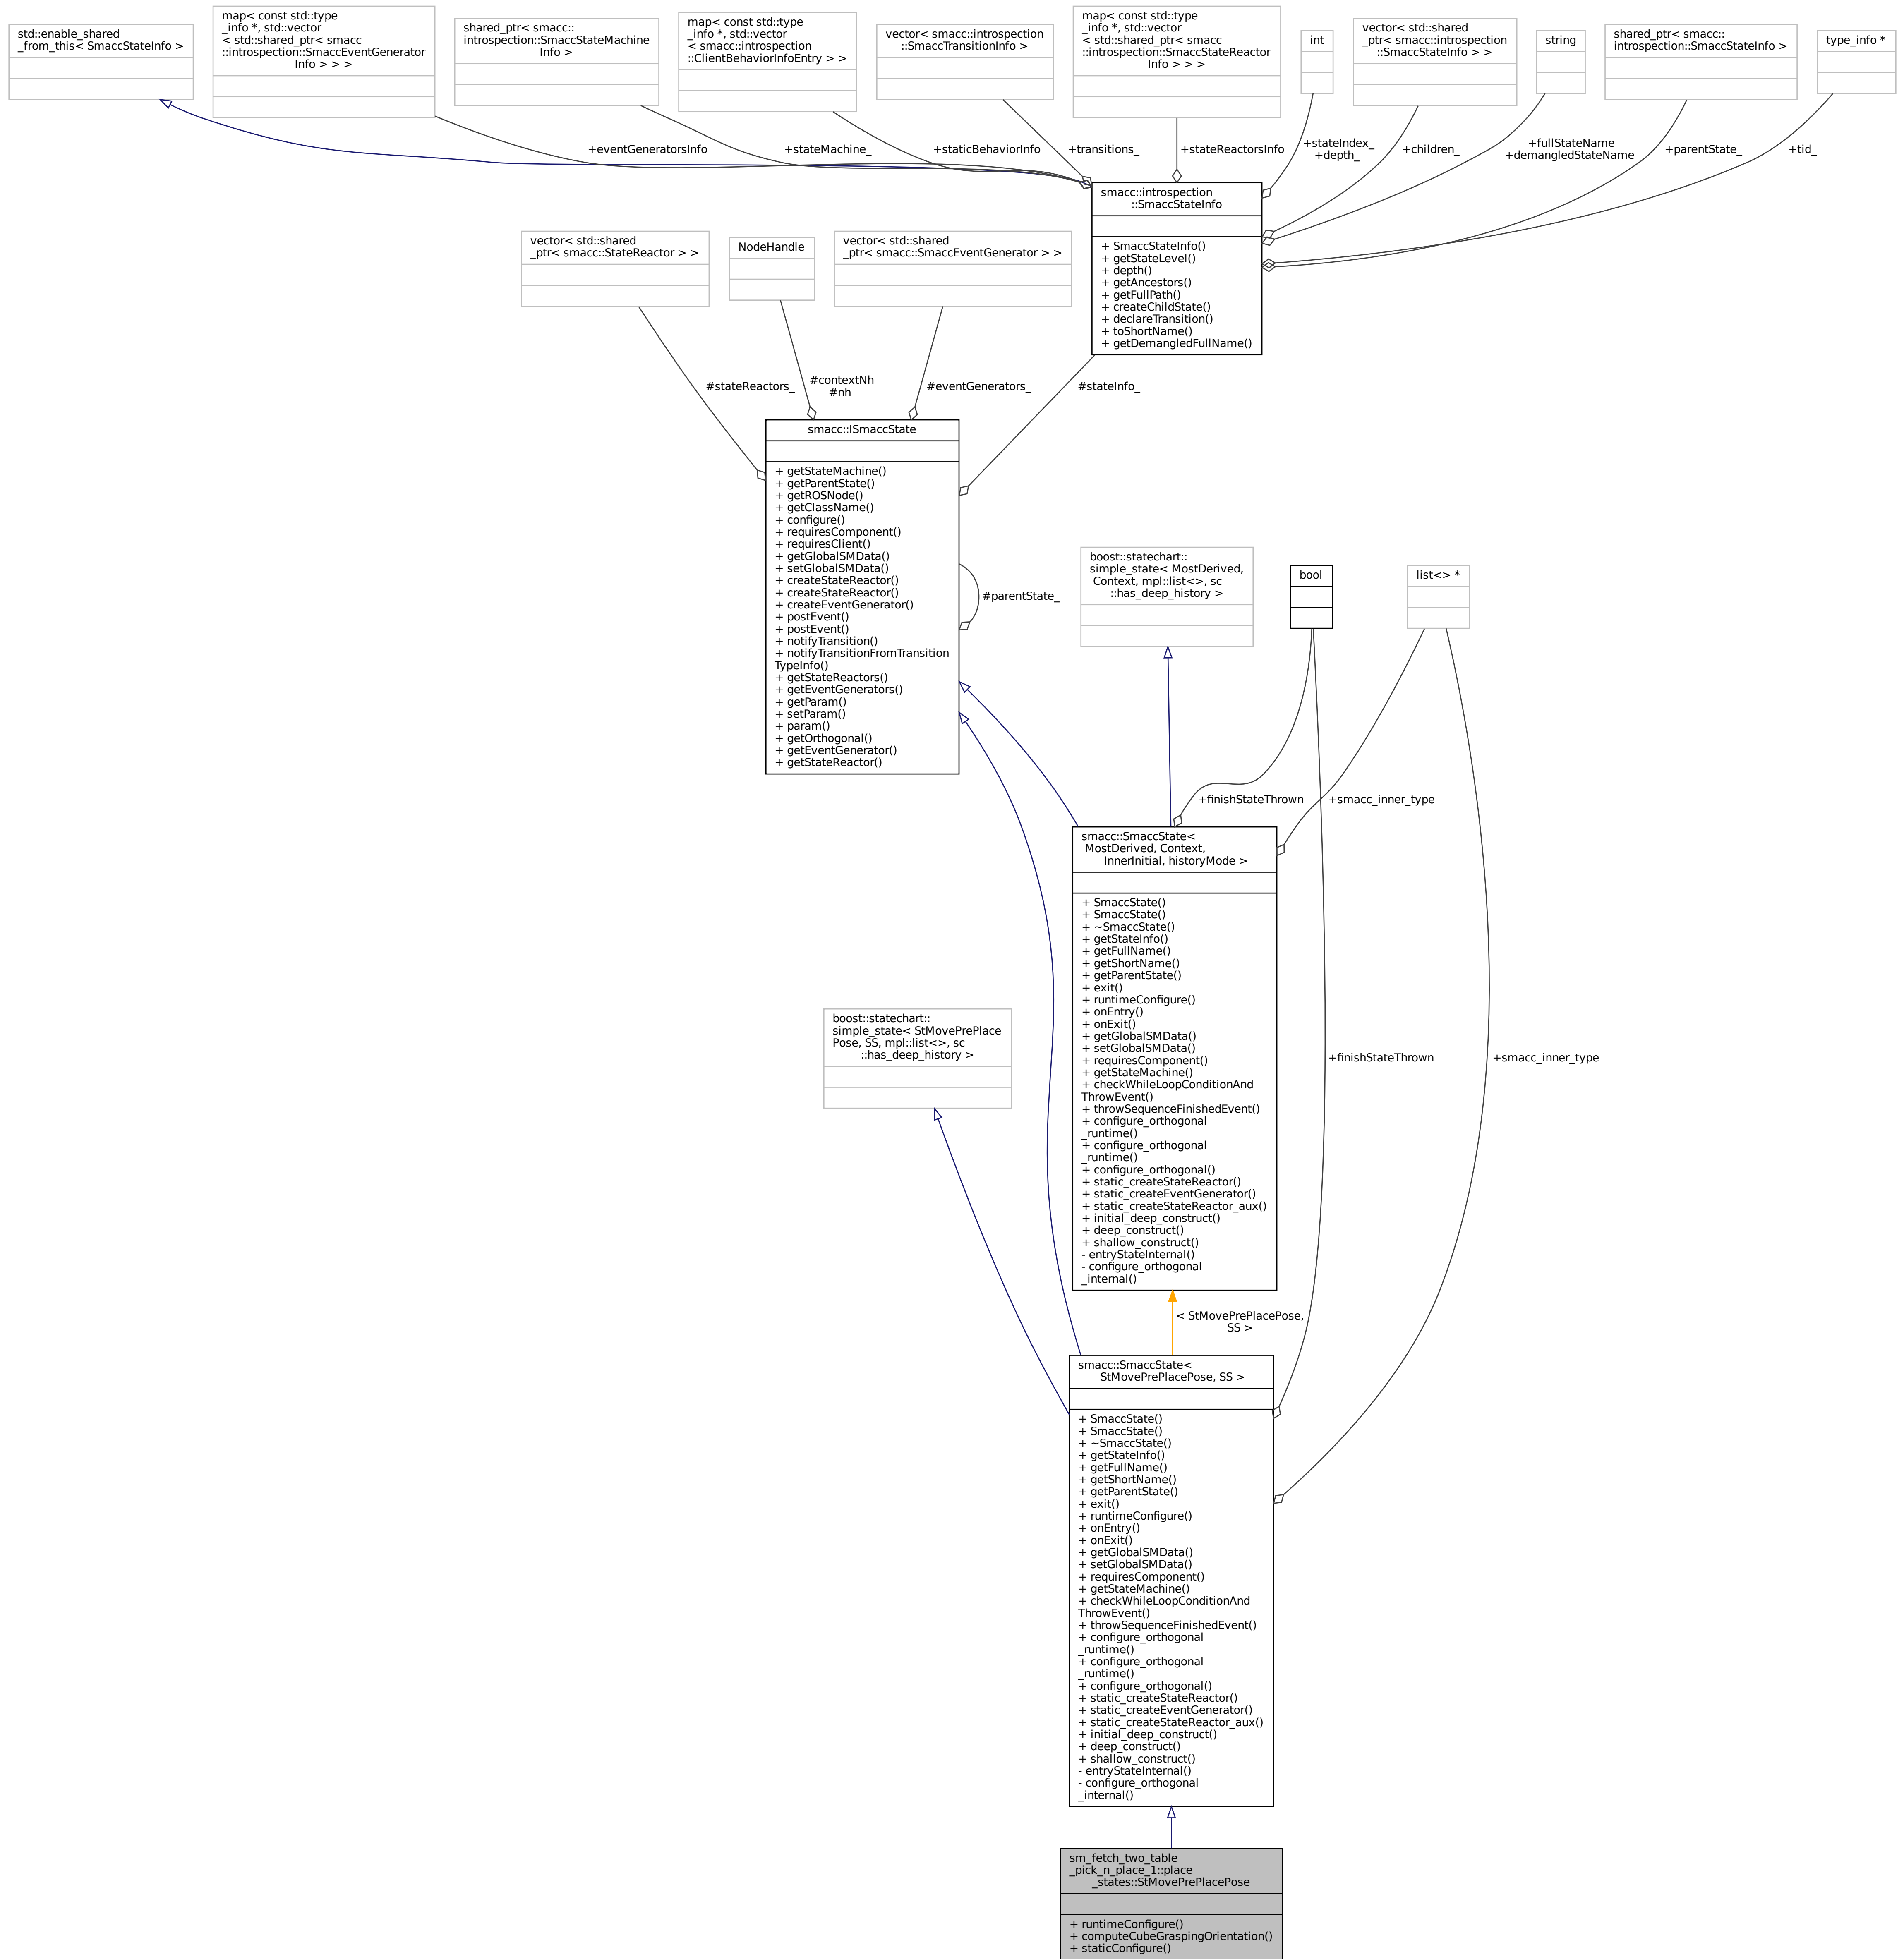 std::enable_shared
_from_this< SmaccStateInfo >
map< const std::type
_info *, std::vector
< std::shared_ptr< smacc
::introspection::SmaccEventGenerator
Info > > >
shared_ptr< smacc::
introspection::SmaccStateMachine
Info >
map< const std::type
_info *, std::vector
< smacc::introspection
::ClientBehaviorInfoEntry > >
vector< smacc::introspection
::SmaccTransitionInfo >
map< const std::type
_info *, std::vector
< std::shared_ptr< smacc
::introspection::SmaccStateReactor
Info > > >
int
vector< std::shared
_ptr< smacc::introspection
::SmaccStateInfo > >
string
shared_ptr< smacc::
introspection::SmaccStateInfo >
type_info *
+eventGeneratorsInfo
+stateMachine_
+staticBehaviorInfo
+transitions_
+stateReactorsInfo
+stateIndex_
+depth_
+children_
+fullStateName
+demangledStateName
+parentState_
+tid_
smacc::introspection
::SmaccStateInfo
+ SmaccStateInfo()
+ getStateLevel()
+ depth()
+ getAncestors()
+ getFullPath()
+ createChildState()
+ declareTransition()
+ toShortName()
+ getDemangledFullName()
vector< std::shared
_ptr< smacc::StateReactor > >
NodeHandle
vector< std::shared
_ptr< smacc::SmaccEventGenerator > >
#stateReactors_
#contextNh
#nh
#eventGenerators_
#stateInfo_
smacc::ISmaccState
+ getStateMachine()
+ getParentState()
+ getROSNode()
+ getClassName()
+ configure()
+ requiresComponent()
+ requiresClient()
+ getGlobalSMData()
+ setGlobalSMData()
+ createStateReactor()
+ createStateReactor()
+ createEventGenerator()
+ postEvent()
+ postEvent()
+ notifyTransition()
+ notifyTransitionFromTransition
TypeInfo()
+ getStateReactors()
+ getEventGenerators()
+ getParam()
+ setParam()
+ param()
+ getOrthogonal()
+ getEventGenerator()
+ getStateReactor()
#parentState_
boost::statechart::
simple_state< MostDerived,
Context, mpl::list<>, sc
::has_deep_history >
bool
list<> *
+finishStateThrown
+smacc_inner_type
smacc::SmaccState<
MostDerived, Context,
InnerInitial, historyMode >
+ SmaccState()
+ SmaccState()
+ ~SmaccState()
+ getStateInfo()
+ getFullName()
+ getShortName()
+ getParentState()
+ exit()
+ runtimeConfigure()
+ onEntry()
+ onExit()
+ getGlobalSMData()
+ setGlobalSMData()
+ requiresComponent()
+ getStateMachine()
+ checkWhileLoopConditionAnd
ThrowEvent()
+ throwSequenceFinishedEvent()
+ configure_orthogonal
_runtime()
+ configure_orthogonal
_runtime()
+ configure_orthogonal()
+ static_createStateReactor()
+ static_createEventGenerator()
+ static_createStateReactor_aux()
+ initial_deep_construct()
+ deep_construct()
+ shallow_construct()
- entryStateInternal()
- configure_orthogonal
_internal()
boost::statechart::
simple_state< StMovePrePlace
Pose, SS, mpl::list<>, sc
::has_deep_history >
+finishStateThrown
+smacc_inner_type
< StMovePrePlacePose,
SS >
smacc::SmaccState<
StMovePrePlacePose, SS >
+ SmaccState()
+ SmaccState()
+ ~SmaccState()
+ getStateInfo()
+ getFullName()
+ getShortName()
+ getParentState()
+ exit()
+ runtimeConfigure()
+ onEntry()
+ onExit()
+ getGlobalSMData()
+ setGlobalSMData()
+ requiresComponent()
+ getStateMachine()
+ checkWhileLoopConditionAnd
ThrowEvent()
+ throwSequenceFinishedEvent()
+ configure_orthogonal
_runtime()
+ configure_orthogonal
_runtime()
+ configure_orthogonal()
+ static_createStateReactor()
+ static_createEventGenerator()
+ static_createStateReactor_aux()
+ initial_deep_construct()
+ deep_construct()
+ shallow_construct()
- entryStateInternal()
- configure_orthogonal
_internal()
sm_fetch_two_table
_pick_n_place_1::place
_states::StMovePrePlacePose
+ runtimeConfigure()
+ computeCubeGraspingOrientation()
+ staticConfigure()